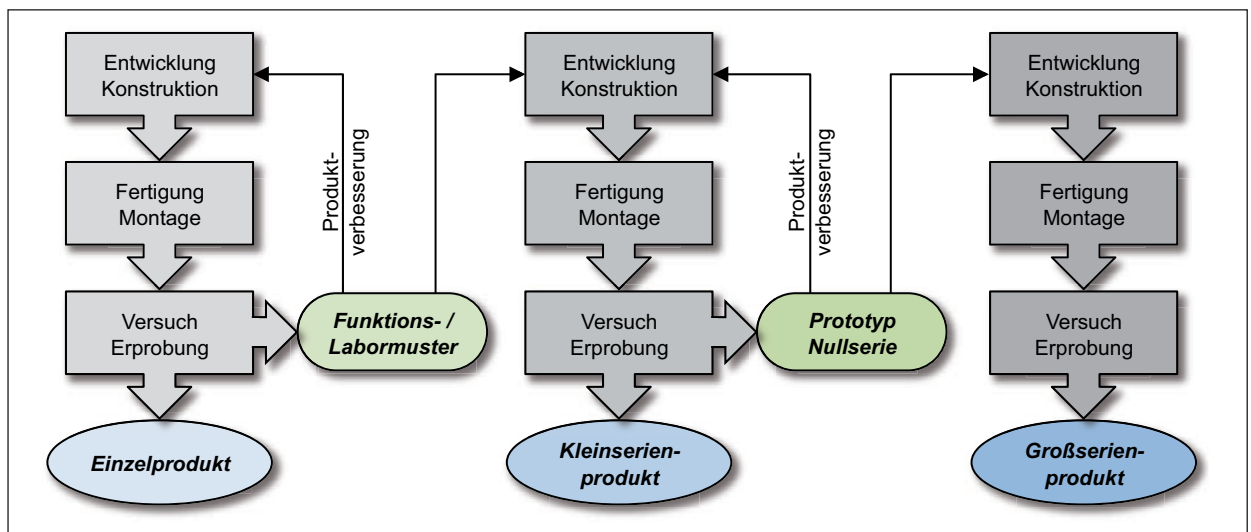 Entwicklung
Konstruktion
Fertigung
Montage
Versuch
Erprobung
Einzelprodukt
Produkt-
verbesserung
Funktions- /
Labormuster
Entwicklung
Konstruktion
Fertigung
Montage
Versuch
Erprobung
Kleinserien-
produkt
Produkt-
verbesserung
Prototyp
Nullserie
Entwicklung
Konstruktion
Fertigung
Montage
Versuch
Erprobung
Großserien-
produkt